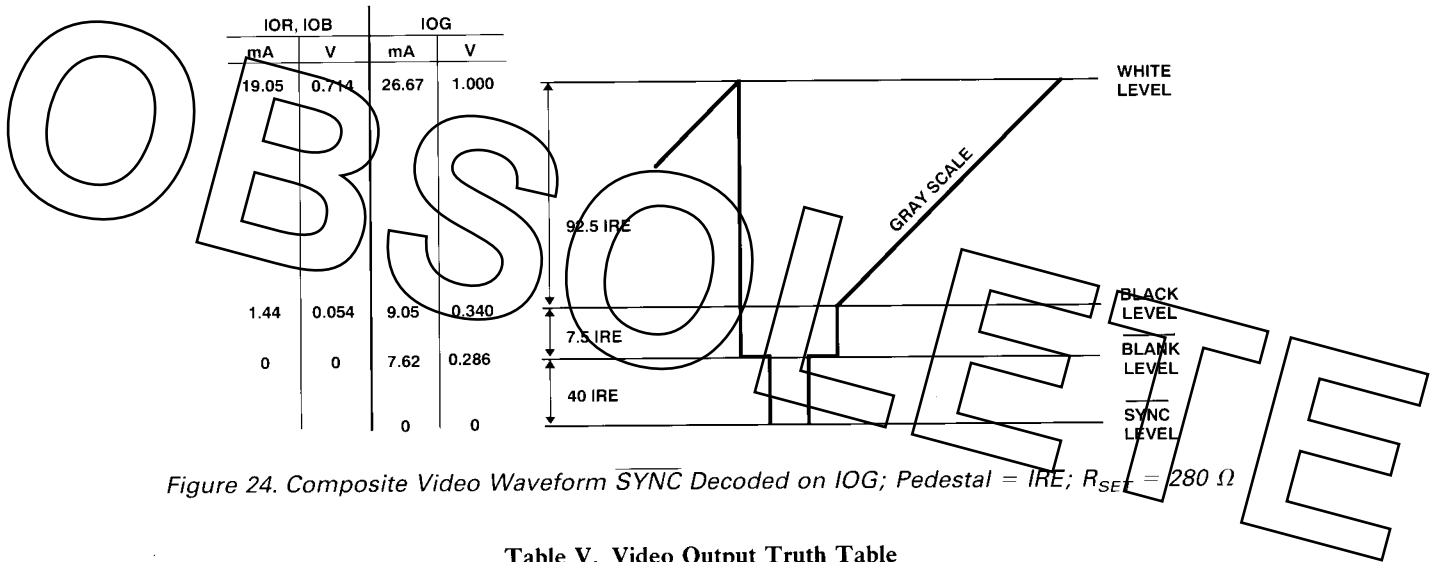 IOR, IOB IOG
mA V mA V
19.05 0.714 26.67 1.000
WHITE
LEVEL
GRAY SCALE
92.5 IRE
1.44 0.054 9.05 0.340
BLACK
LEVEL
7.5 IRE
0 0 7.62 0.286
BLANK
LEVEL
40 IRE
0 0
SYNC
LEVEL
OBSOLETE
Figure 24. Composite Video Waveform SYNC Decoded on IOG; Pedestal = IRE; RSET = 280 Ω
Table V. Video Output Truth Table